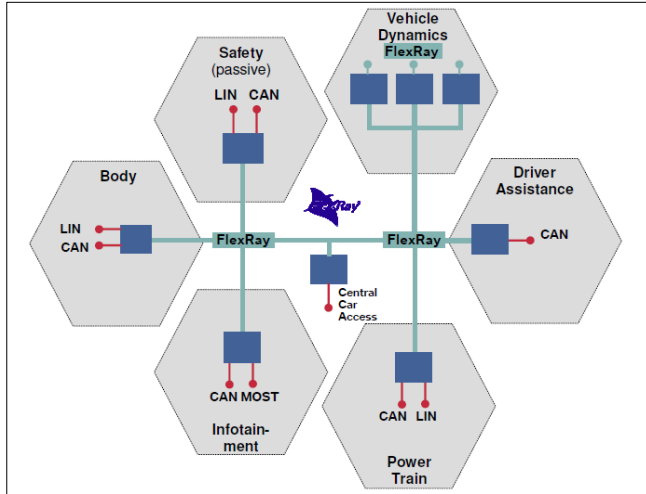 Safety
(passive)
LIN CAN
Vehicle
Dynamics
FlexRay
Body
LIN
CAN
Driver
Assistance
CAN
FlexRay
FlexRay
Central
Car
Access
CAN MOST
Infotain-
ment
CAN LIN
Power
Train